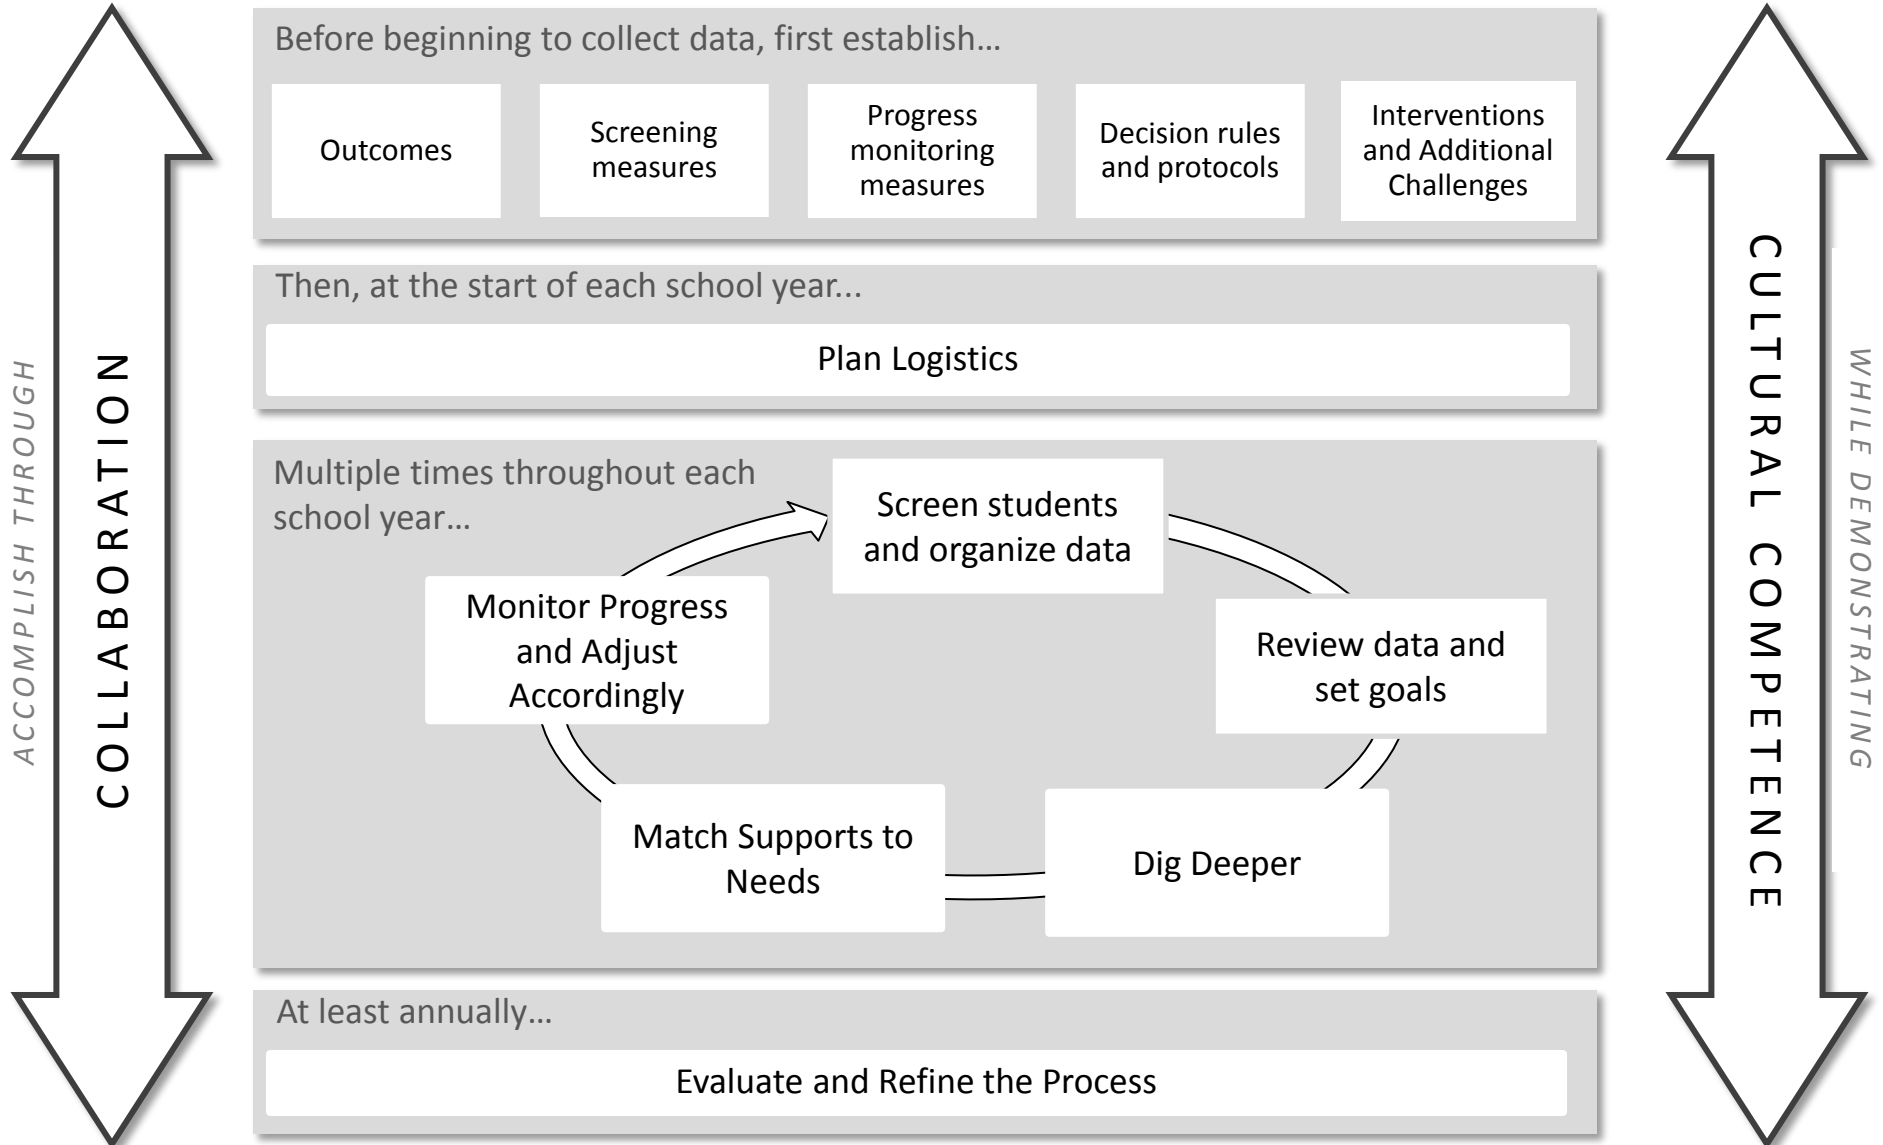 Before beginning to collect data, first establish…
Outcomes
Screening
measures
Progress
monitoring
measures
Decision rules
and protocols
Interventions
and Additional
Challenges
Then, at the start of each school year...
Plan Logistics
Multiple times throughout each
school year…
Screen students
and organize data
Review data and
set goals
Dig Deeper
Match Supports to
Needs
Monitor Progress
and Adjust
Accordingly
At least annually…
Evaluate and Refine the Process
ACCOMPLISH THROUGH
COLLABORATION
CULTURAL COMPETENCE
WHILE DEMONSTRATING